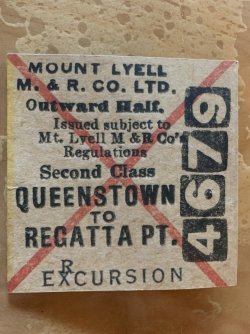 MOUNT LYELL
M. & R. CO. LTD.
Outward Half.
Issued subject to
Mt. Lyell M & R Co's
Regulations
Second Class
QUEENSTOWN
TO
REGATTA PT.
R
EXCURSION
4679